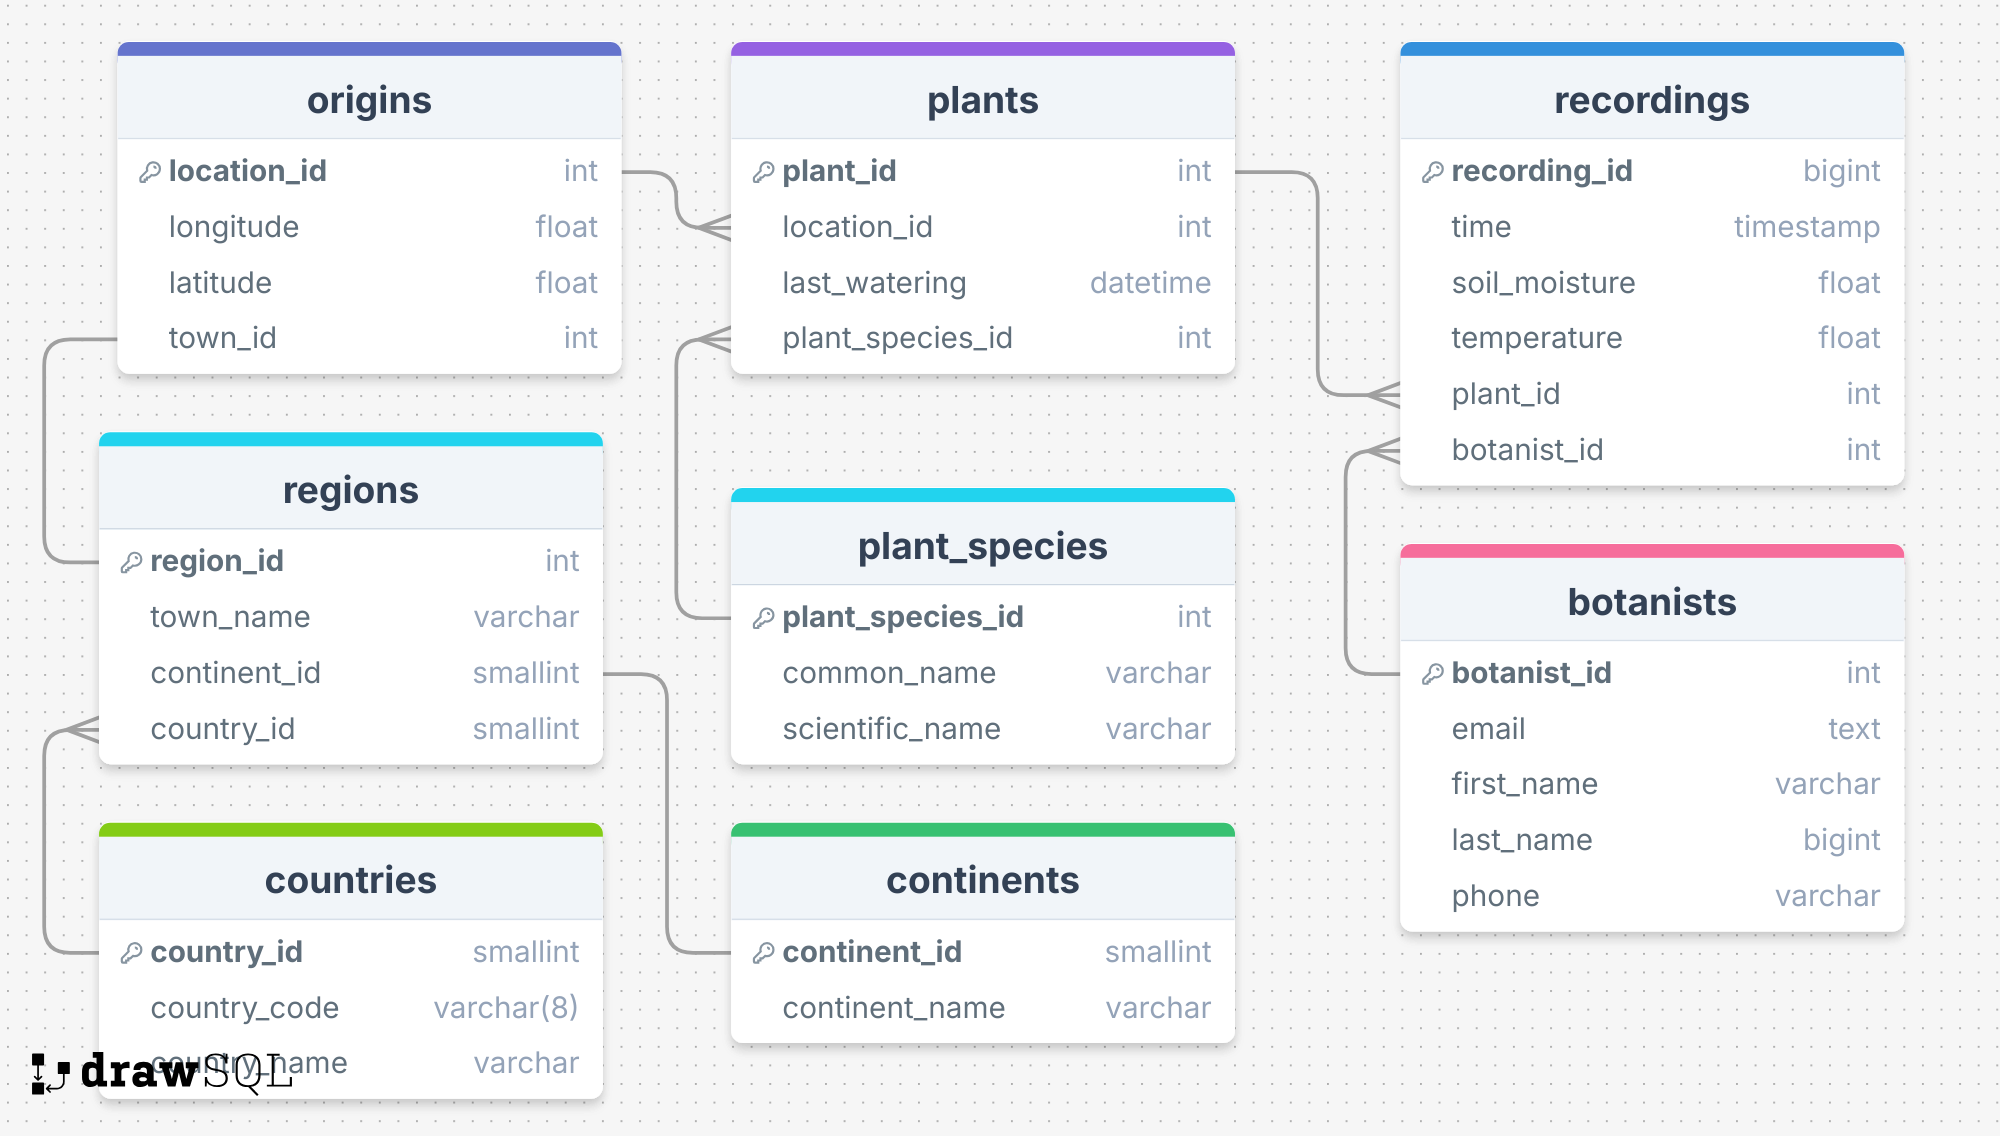 origins
location_id int
longitude float
latitude float
town_id int
plants
plant_id int
location_id int
last_watering datetime
plant_species_id int
recordings
recording_id bigint
time timestamp
soil_moisture float
temperature float
plant_id int
botanist_id int
regions
region_id int
town_name varchar
continent_id smallint
country_id smallint
plant_species
plant_species_id int
common_name varchar
scientific_name varchar
botanists
botanist_id int
email text
first_name varchar
last_name bigint
phone varchar
countries
country_id smallint
country_code varchar(8)
country_name varchar
continents
continent_id smallint
continent_name varchar
drawSQL